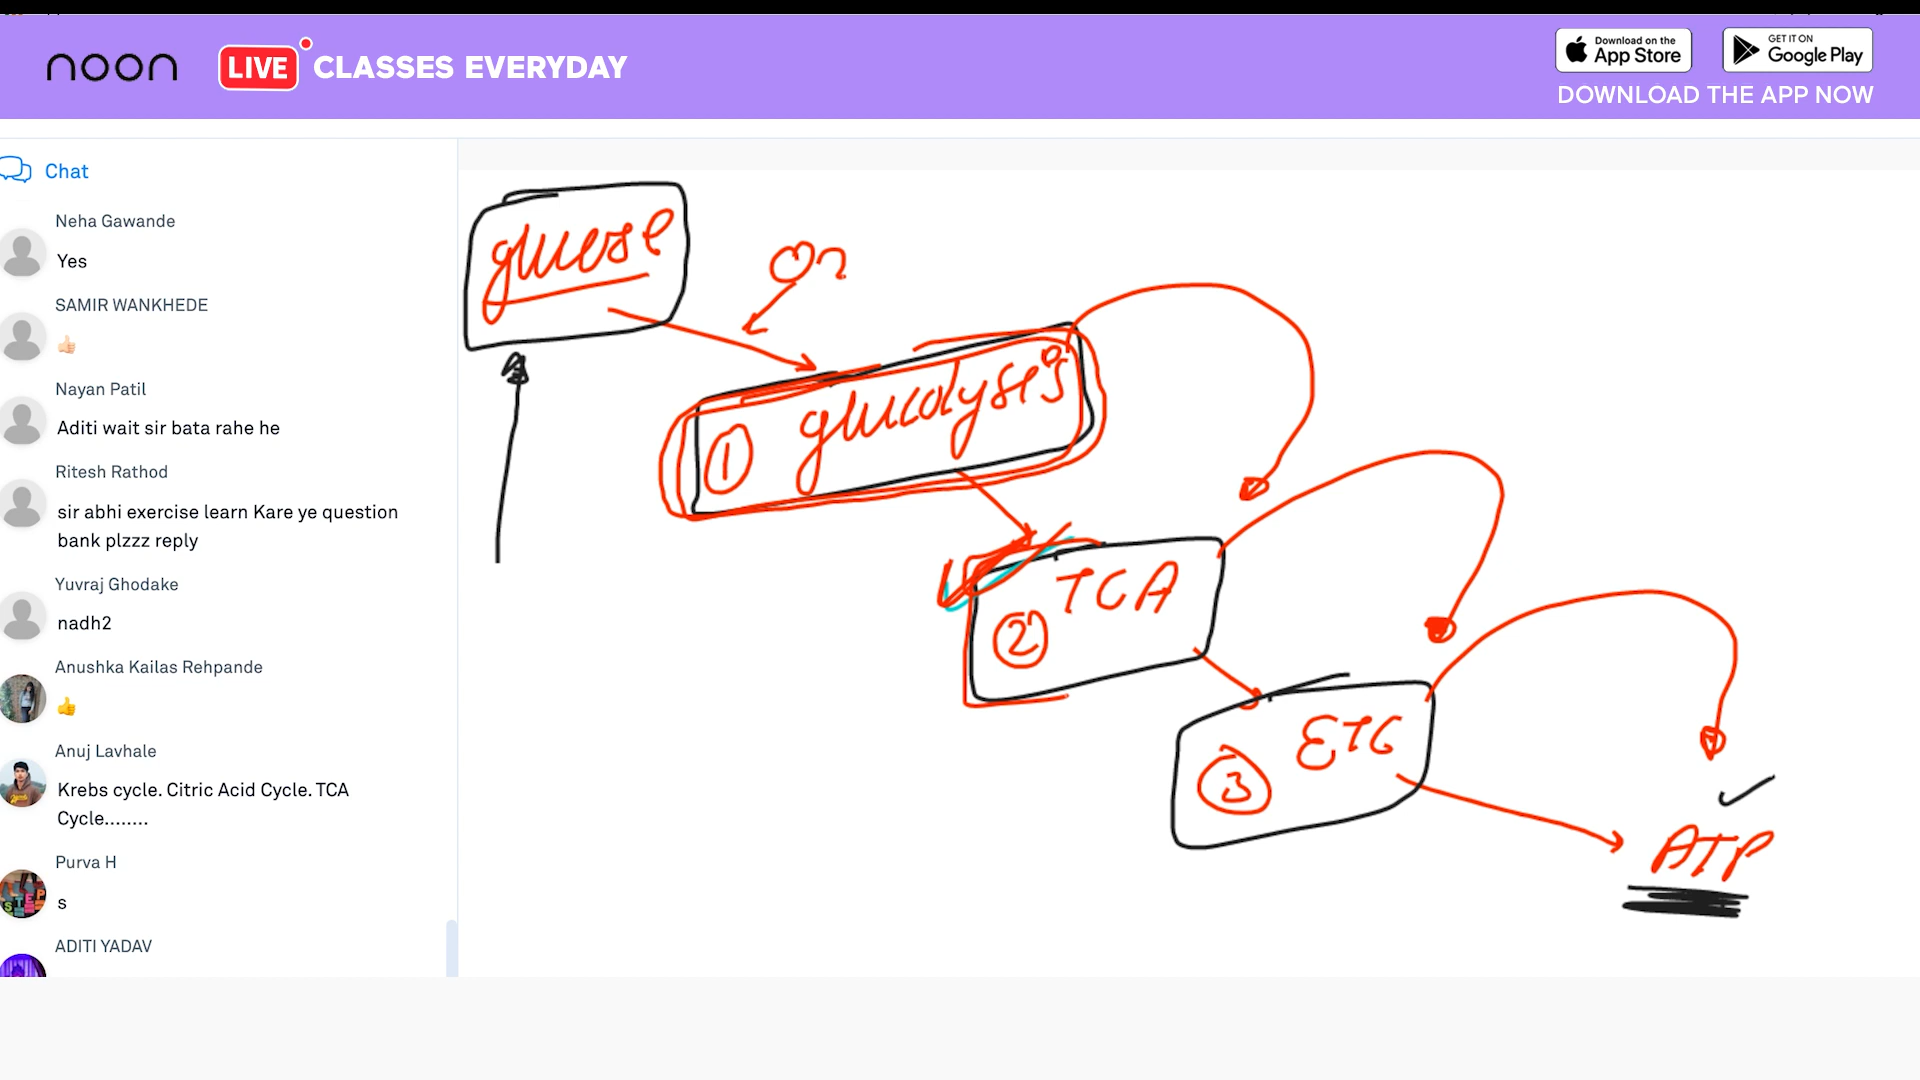 noon LIVE CLASSES EVERYDAY
Download on the
App Store
GET IT ON
Google Play
DOWNLOAD THE APP NOW
Chat
Neha Gawande
Yes
SAMIR WANKHEDE
Nayan Patil
Aditi wait sir bata rahe he
Ritesh Rathod
sir abhi exercise learn Kare ye question
bank plzzz reply
Yuvraj Ghodake
nadh2
Anushka Kailas Rehpande
Anuj Lavhale
Krebs cycle. Citric Acid Cycle. TCA
Cycle........
Purva H
s
ADITI YADAV
glucose
O2
1 glucolysis
TCA
2
ETC
3
ATP